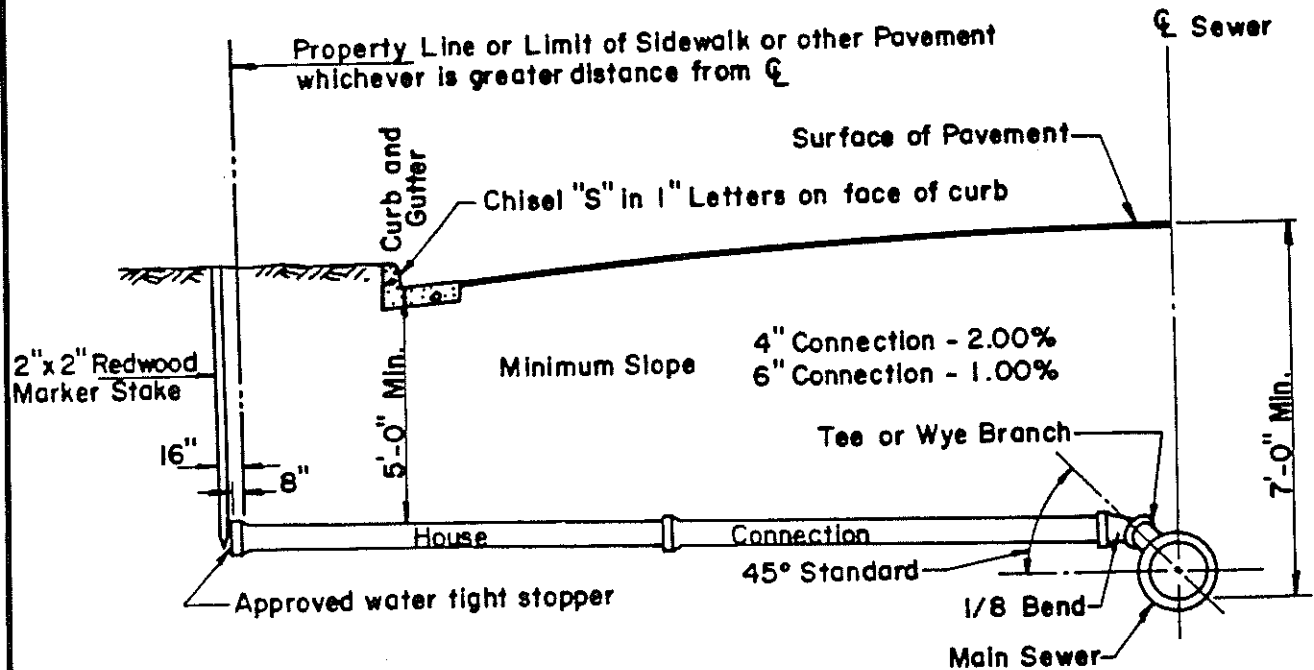 ℄ Sewer
Property Line or Limit of Sidewalk or other Pavement
whichever is greater distance from ℄
Surface of Pavement
Curb and
Gutter
Chisel "S" in 1" Letters on face of curb
2"x 2" Redwood
Marker Stake
Minimum Slope
4" Connection - 2.00%
6" Connection - 1.00%
5'-0" Min.
7'-0" Min.
Tee or Wye Branch
16"
8"
House
Connection
45° Standard
Approved water tight stopper
1/8 Bend
Main Sewer